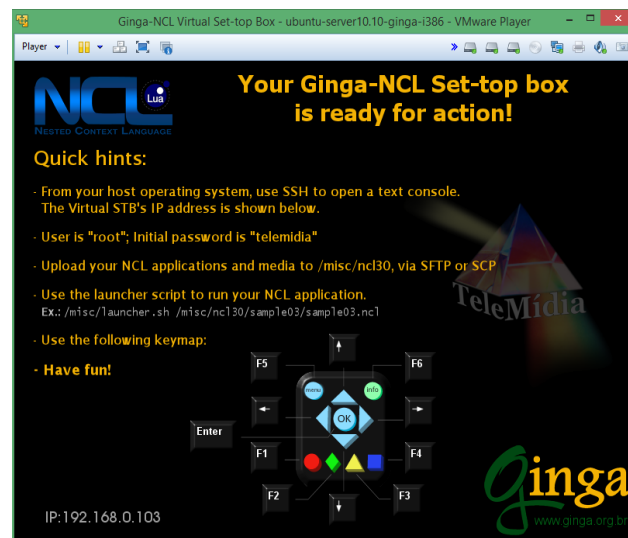 Ginga-NCL Virtual Set-top Box - ubuntu-server10.10-ginga-i386 - VMware Player
Player
NCL
Lua
NESTED CONTEXT LANGUAGE
Your Ginga-NCL Set-top box
is ready for action!
Quick hints:
- From your host operating system, use SSH to open a text console.
The Virtual STB's IP address is shown below.
- User is "root"; Initial password is "telemidia"
- Upload your NCL applications and media to /misc/ncl30, via SFTP or SCP
- Use the launcher script to run your NCL application.
Ex.: /misc/launcher.sh /misc/ncl30/sample03/sample03.ncl
TeleMídia
- Use the following keymap:
- Have fun!
F5
F6
menu
info
OK
Enter
F1
F4
F2
F3
IP:192.168.0.103
Ginga
www.ginga.org.br